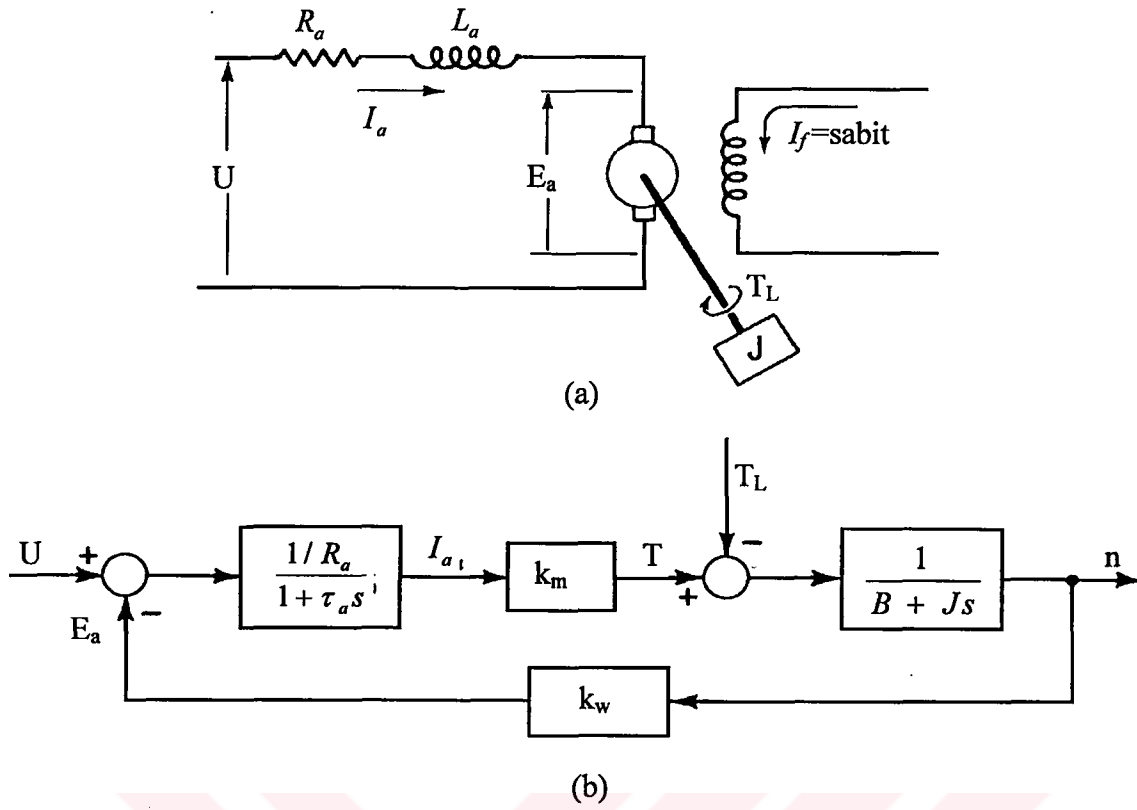 R_a
L_a
I_a
U
E_a
I_f=sabit
T_L
J
(a)
T_L
U
+
-
E_a
1 / R_a
1 + τ_a s
I_a
k_m
T
+
-
1
B + Js
n
k_w
(b)